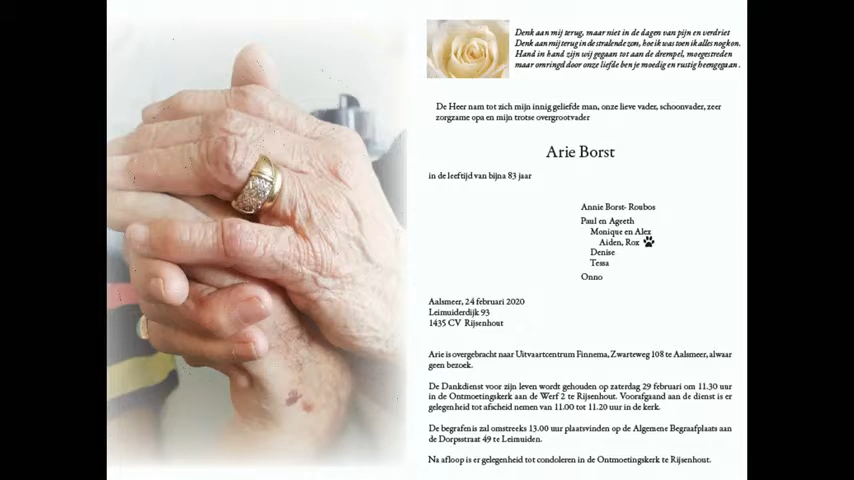 Denk aan mij terug, maar niet in de dagen van pijn en verdriet
Denk aan mij terug in de stralende zon, hoe ik was toen ik alles nog kon.
Hand in hand zijn wij gegaan tot aan de drempel, moegestreden
maar omringd door onze liefde ben je moedig en rustig heengegaan.
De Heer nam tot zich mijn innig geliefde man, onze lieve vader, schoonvader, zeer
zorgzame opa en mijn trotse overgrootvader
Arie Borst
in de leeftijd van bijna 83 jaar
Annie Borst- Roubos
Paul en Ageeth
Monique en Alex
Aiden, Rox
Denise
Tessa
Onno
Aalsmeer, 24 februari 2020
Leimuiderdijk 93
1435 CV Rijsenhout
Arie is overgebracht naar Uitvaartcentrum Finnema, Zwarteweg 108 te Aalsmeer, alwaar
geen bezoek.
De Dankdienst voor zijn leven wordt gehouden op zaterdag 29 februari om 11.30 uur
in de Ontmoetingskerk aan de Werf 2 te Rijsenhout. Voorafgaand aan de dienst is er
gelegenheid tot afscheid nemen van 11.00 tot 11.20 uur in de kerk.
De begrafenis zal omstreeks 13.00 uur plaatsvinden op de Algemene Begraafplaats aan
de Dorpsstraat 49 te Leimuiden.
Na afloop is er gelegenheid tot condoleren in de Ontmoetingskerk te Rijsenhout.